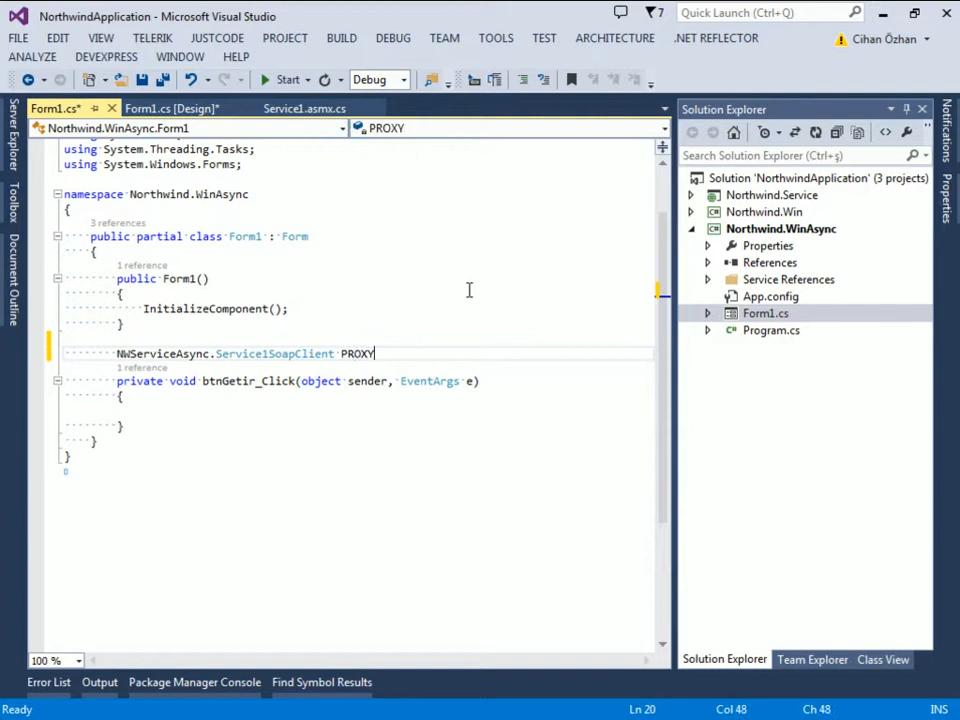 NorthwindApplication - Microsoft Visual Studio
7
Quick Launch (Ctrl+Q)
FILE EDIT VIEW TELERIK JUSTCODE PROJECT BUILD DEBUG TEAM TOOLS TEST ARCHITECTURE .NET REFLECTOR
Cihan Özhan
ANALYZE DEVEXPRESS WINDOW HELP
Start Debug
Form1.cs* Form1.cs [Design]* Service1.asmx.cs
Northwind.WinAsync.Form1 PROXY
using System.Threading.Tasks;
using System.Windows.Forms;
namespace Northwind.WinAsync
{
3 references
public partial class Form1 : Form
{
1 reference
public Form1()
{
InitializeComponent();
}
NWServiceAsync.Service1SoapClient PROXY
1 reference
private void btnGetir_Click(object sender, EventArgs e)
{
}
}
}
100 %
Server Explorer
Toolbox
Document Outline
Solution Explorer
Search Solution Explorer (Ctrl+ş)
Solution 'NorthwindApplication' (3 projects)
Northwind.Service
Northwind.Win
Northwind.WinAsync
Properties
References
Service References
App.config
Form1.cs
Program.cs
Solution Explorer Team Explorer Class View
Notifications
Properties
Error List Output Package Manager Console Find Symbol Results
Ready Ln 20 Col 48 Ch 48 INS